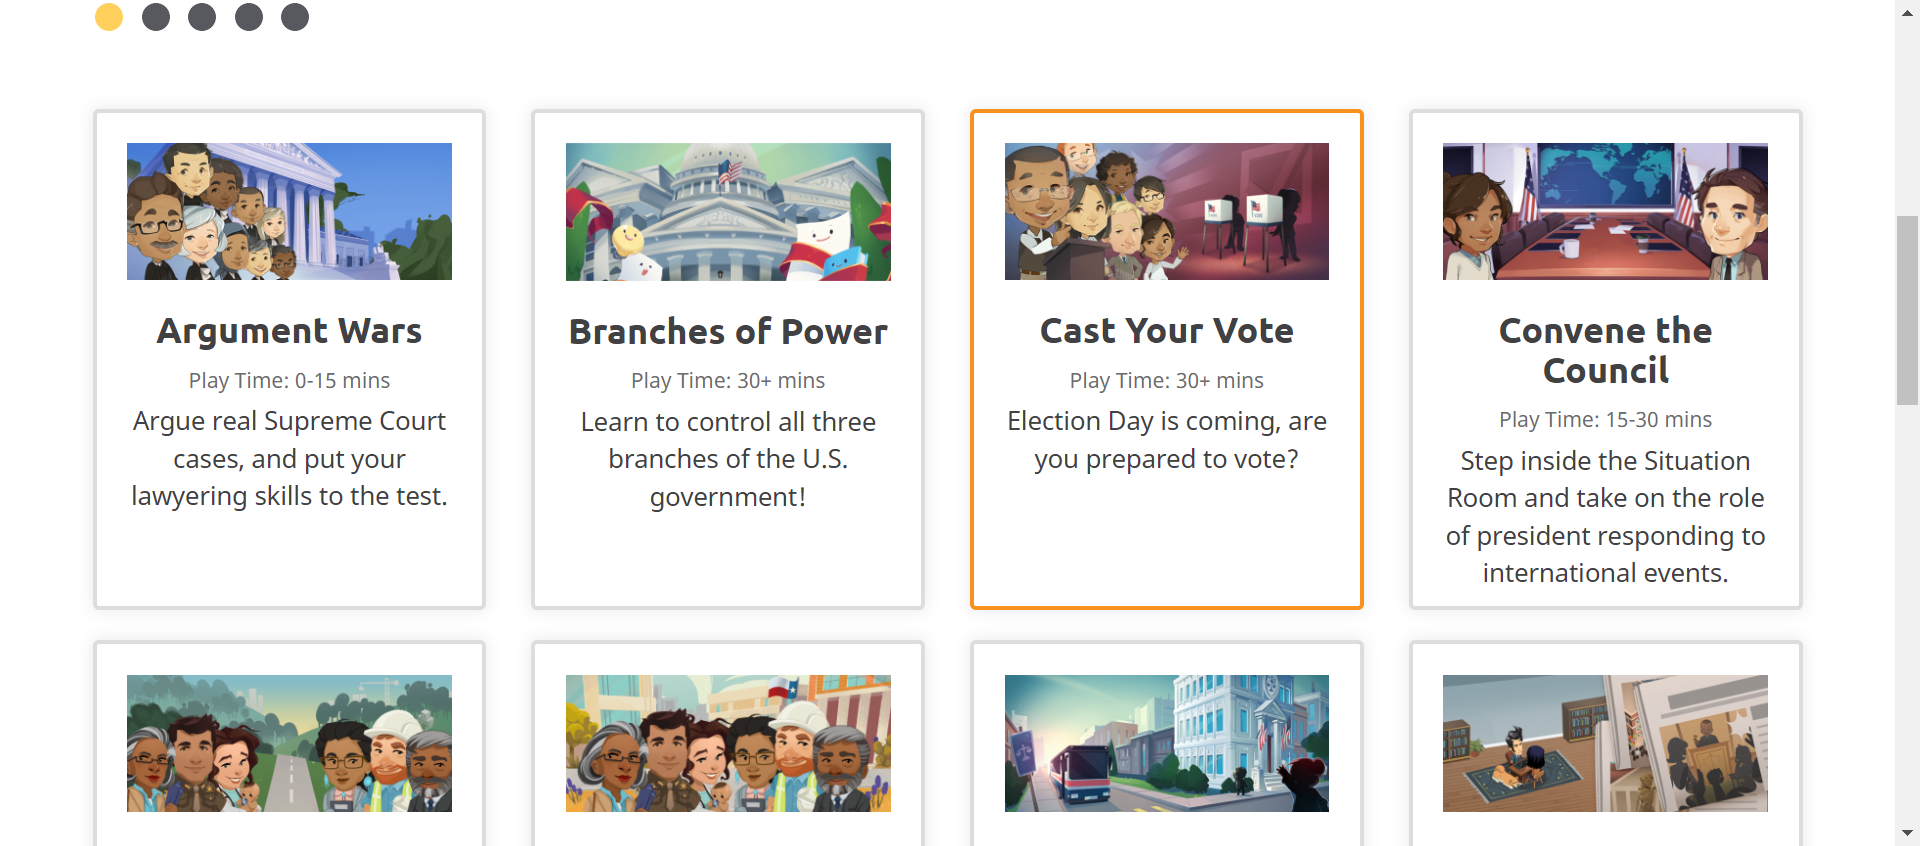 Argument Wars
Play Time: 0-15 mins
Argue real Supreme Court
cases, and put your
lawyering skills to the test.
Branches of Power
Play Time: 30+ mins
Learn to control all three
branches of the U.S.
government!
Cast Your Vote
Play Time: 30+ mins
Election Day is coming, are
you prepared to vote?
Convene the
Council
Play Time: 15-30 mins
Step inside the Situation
Room and take on the role
of president responding to
international events.